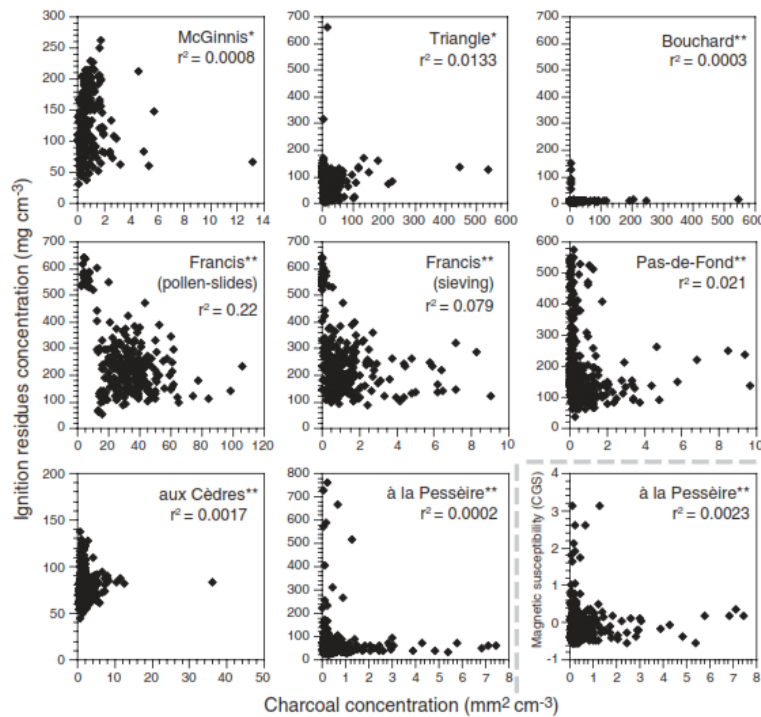 McGinnis*
r² = 0.0008
300
250
200
150
100
50
0
0 2 4 6 8 10 12 14
Triangle*
r² = 0.0133
700
600
500
400
300
200
100
0
0 100 200 300 400 500 600
Bouchard**
r² = 0.0003
700
600
500
400
300
200
100
0
0 100 200 300 400 500 600
Ignition residues concentration (mg cm⁻³)
Francis**
(pollen-slides)
r² = 0.22
700
600
500
400
300
200
100
0
0 20 40 60 80 100 120
Francis**
(sieving)
r² = 0.079
700
600
500
400
300
200
100
0
0 2 4 6 8 10
Pas-de-Fond**
r² = 0.021
600
500
400
300
200
100
0
0 2 4 6 8 10
aux Cèdres**
r² = 0.0017
200
150
100
50
0
0 10 20 30 40 50
à la Pessèire**
r² = 0.0002
800
700
600
500
400
300
200
100
0
0 1 2 3 4 5 6 7 8
Magnetic susceptibility (CGS)
à la Pessèire**
r² = 0.0023
4
3
2
1
-0
-1
0 1 2 3 4 5 6 7 8
Charcoal concentration (mm² cm⁻³)